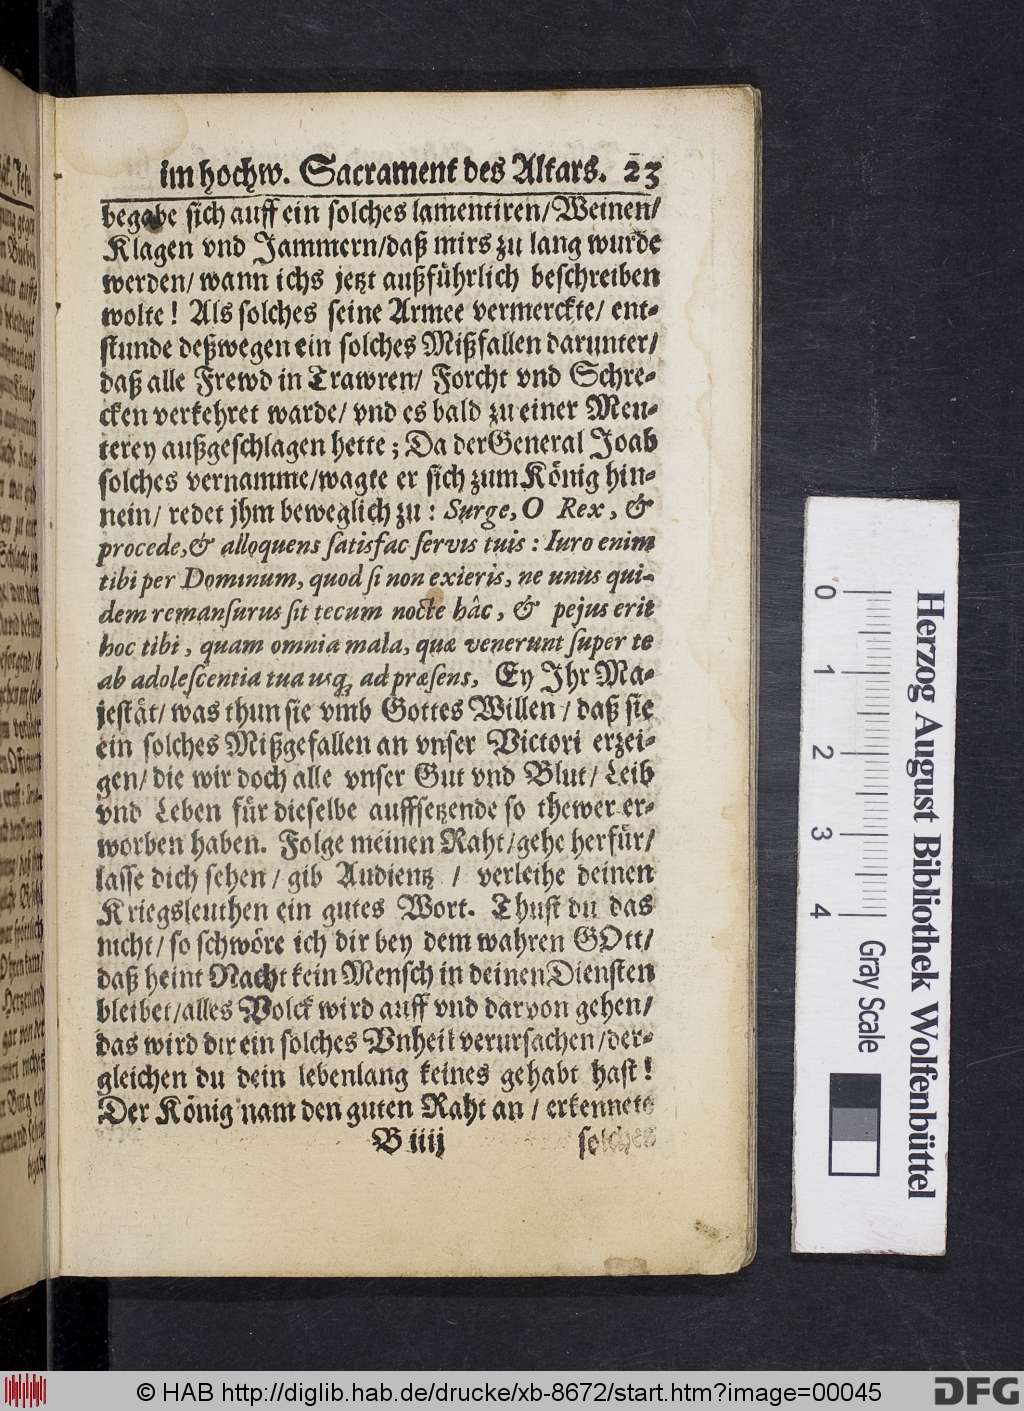 im hochw. Sacrament des Altars. 23
begabe sich auff ein solches lamentiren/Weinen/
Klagen vnd Jammern/daß mirs zu lang wurde
werden/ wann ichs jetzt außführlich beschreiben
wolte! Als solches seine Armee vermerckte/ ent-
stunde deßwegen ein solches Mißfallen darunter/
daß alle Frewd in Trawren/ Forcht vnd Schre-
cken verkehret warde/ vnd es bald zu einer Meu-
terey außgeschlagen hette; Da der General Joab
solches vernamme/wagte er sich zum König hin-
nein/ redet jhm beweglich zu: Surge, O Rex, &
procede, & alloquens ſatisfac ſervis tuis: Iuro enim
tibi per Dominum, quod ſi non exieris, ne unus qui-
dem remanſurus ſit tecum nocte hâc, & pejus erit
hoc tibi, quam omnia mala, quæ venerunt ſuper te
ab adoleſcentia tua usq; ad præſens, Ey Ihr Ma-
jestät/ was thun sie vmb Gottes Willen/ daß sie
ein solches Mißgefallen an vnser Victori erzei-
gen/ die wir doch alle vnser Gut vnd Blut/ Leib
vnd Leben für dieselbe auffsetzende so thewer er-
worben haben. Folge meinen Raht/gehe herfür/
lasse dich sehen/ gib Audientz / verleihe deinen
Kriegsleuthen ein gutes Wort. Thust du das
nicht/ so schwöre ich dir bey dem wahren GOtt/
daß heint Nacht kein Mensch in deinen Diensten
bleibet/alles Volck wird auff vnd darvon gehen/
das wird dir ein solches Vnheil verursachen/der-
gleichen du dein lebenlang keines gehabt hast!
Der König nam den guten Raht an / erkennete
B iiij solches
Herzog August Bibliothek Wolfenbüttel
0 1 2 3 4 Gray Scale
© HAB http://diglib.hab.de/drucke/xb-8672/start.htm?image=00045
DFG